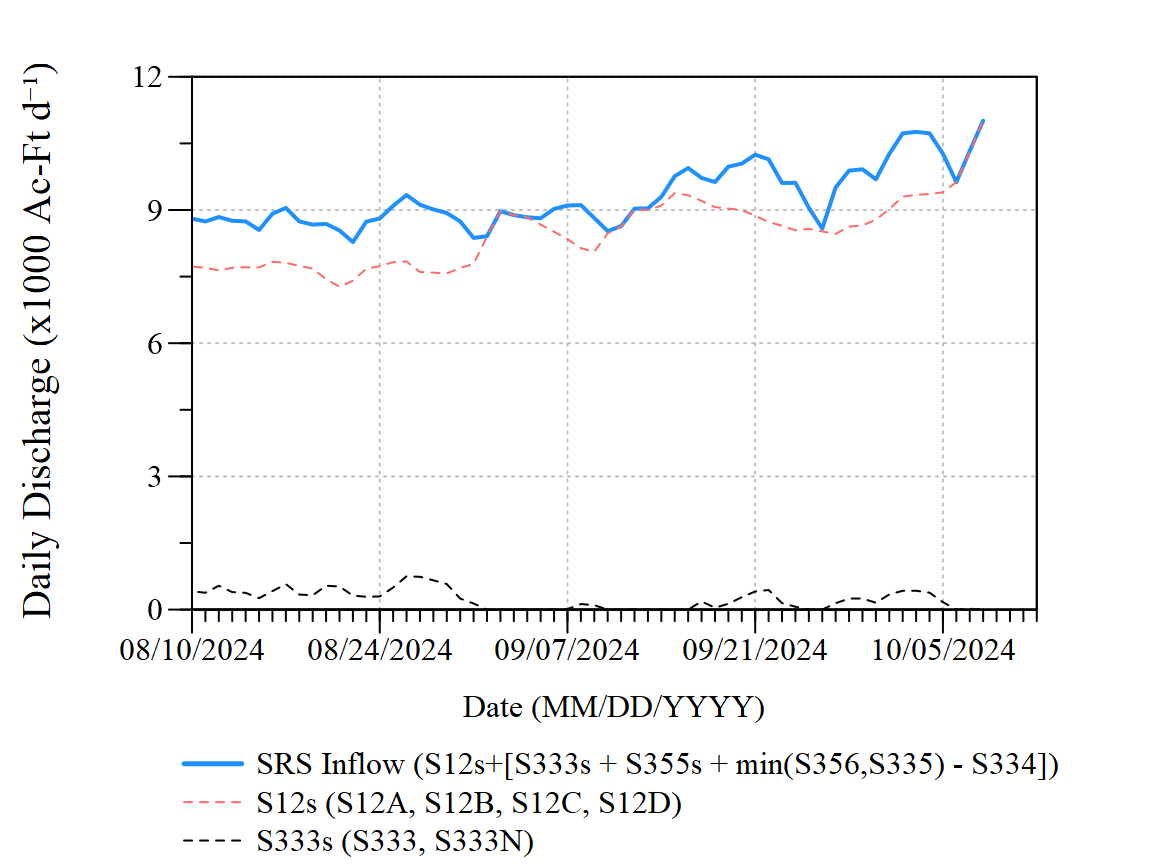 Daily Discharge (x1000 Ac-Ft d⁻¹)
12
9
6
3
0
08/10/2024 08/24/2024 09/07/2024 09/21/2024 10/05/2024
Date (MM/DD/YYYY)
SRS Inflow (S12s+[S333s + S355s + min(S356,S335) - S334])
S12s (S12A, S12B, S12C, S12D)
S333s (S333, S333N)